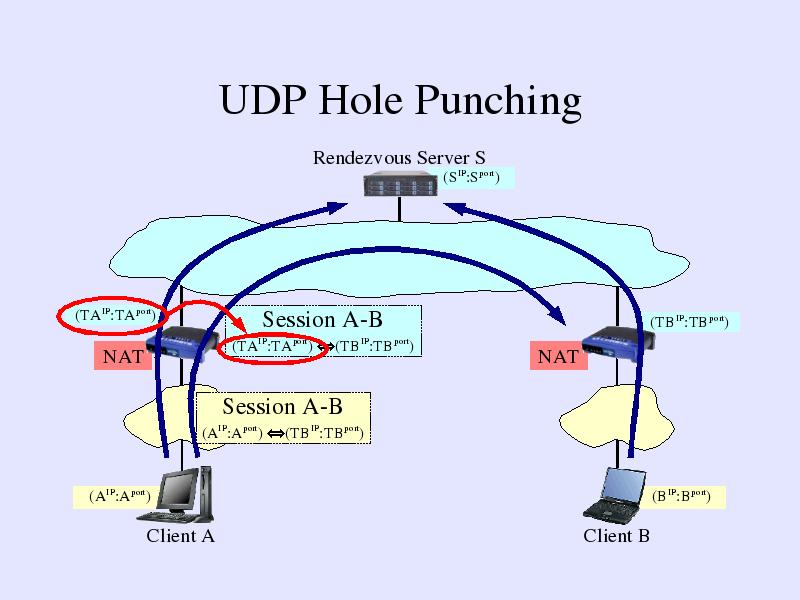 UDP Hole Punching
Rendezvous Server S
(S^IP:S^port)
(TA^IP:TA^port)
Session A-B
(TA^IP:TA^port) ⇔ (TB^IP:TB^port)
(TB^IP:TB^port)
NAT
NAT
Session A-B
(A^IP:A^port) ⇔ (TB^IP:TB^port)
(A^IP:A^port)
(B^IP:B^port)
Client A
Client B